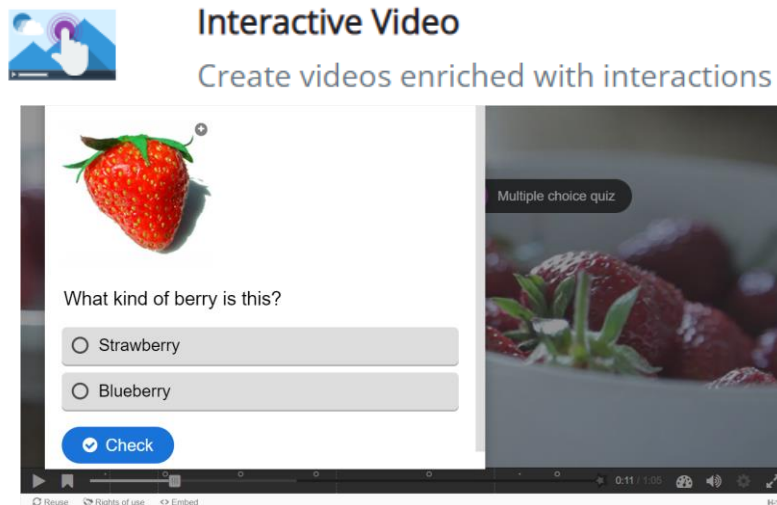 Interactive Video
Create videos enriched with interactions
Multiple choice quiz
What kind of berry is this?
Strawberry
Blueberry
Check
0:11 / 1:05
Reuse Rights of use <> Embed